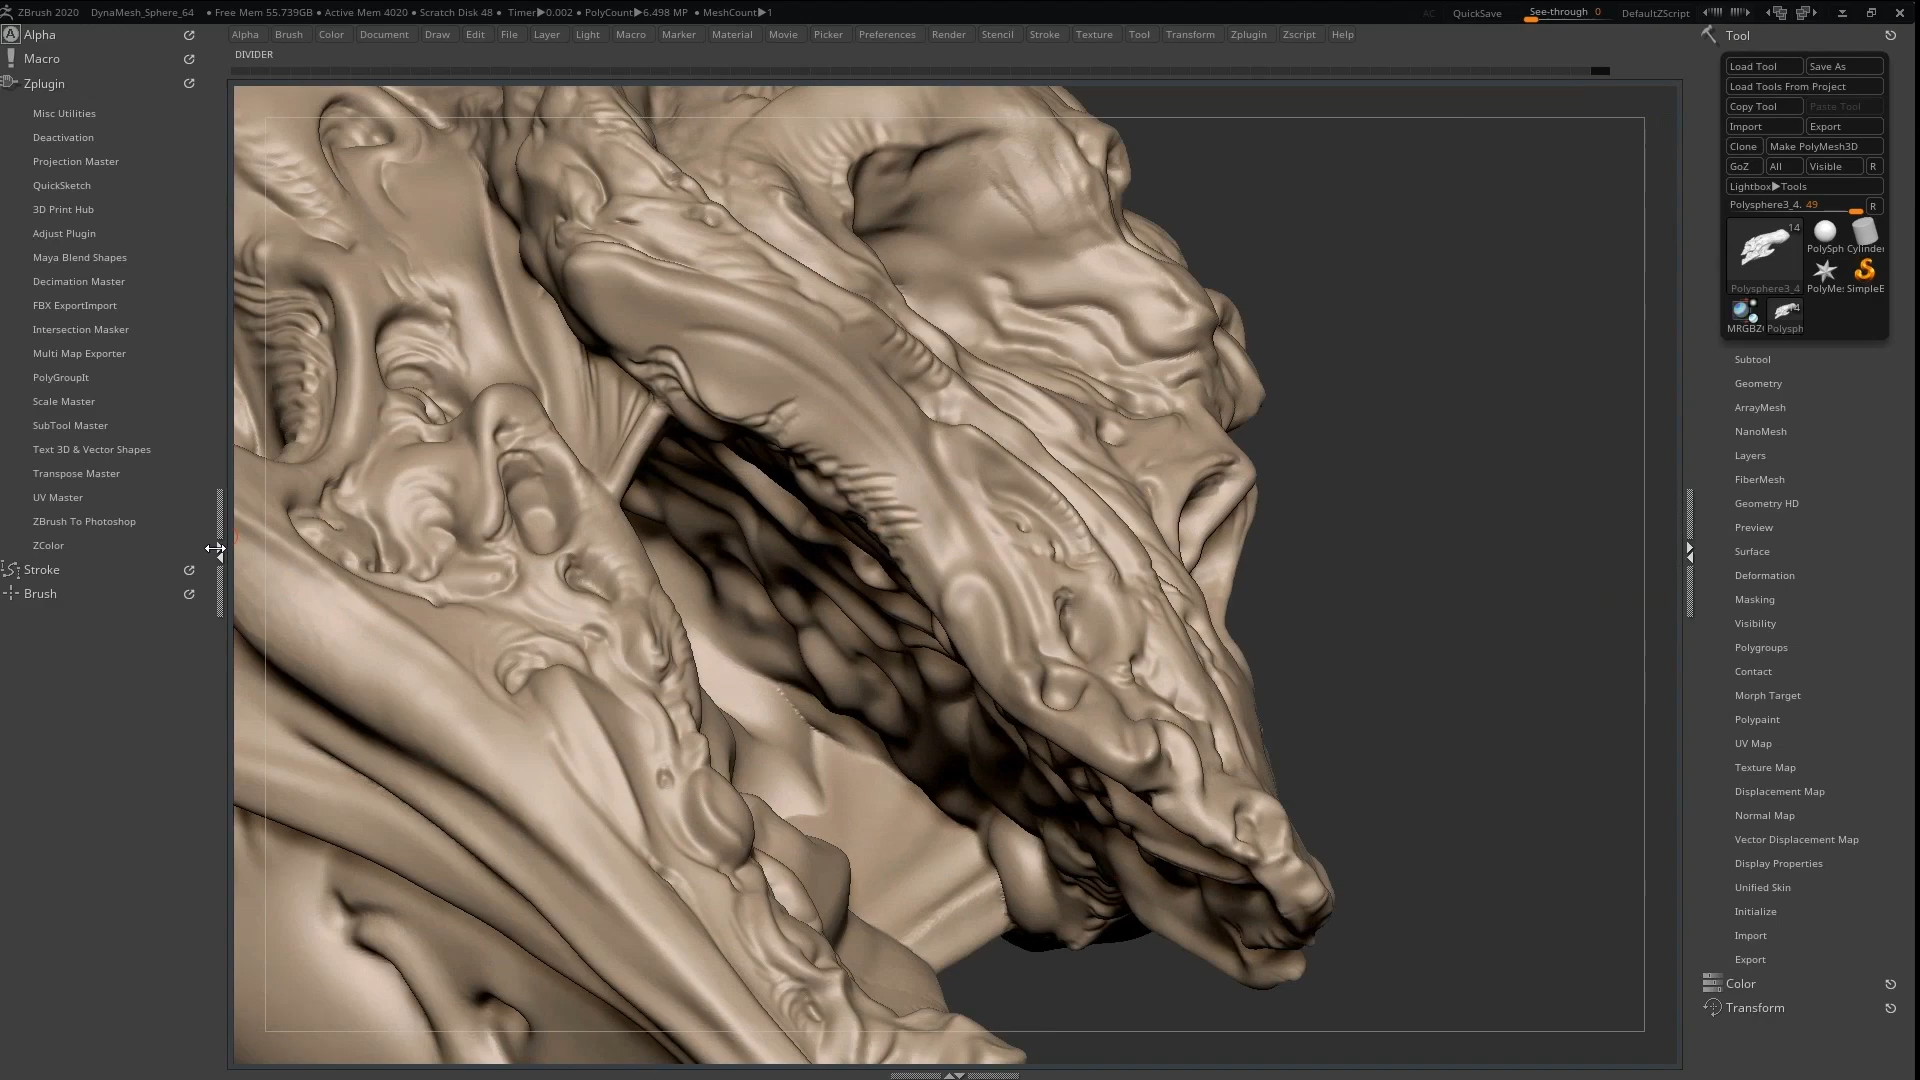 ZBrush 2020 DynaMesh_Sphere_64 • Free Mem 55.739GB • Active Mem 4020 • Scratch Disk 48 • Timer▶0.002 • PolyCount▶6.498 MP • MeshCount▶1 AC QuickSave See-through 0 DefaultZScript
Alpha
Macro
Zplugin
Misc Utilities
Deactivation
Projection Master
QuickSketch
3D Print Hub
Adjust Plugin
Maya Blend Shapes
Decimation Master
FBX ExportImport
Intersection Masker
Multi Map Exporter
PolyGroupIt
Scale Master
SubTool Master
Text 3D & Vector Shapes
Transpose Master
UV Master
ZBrush To Photoshop
ZColor
Stroke
Brush
Alpha Brush Color Document Draw Edit File Layer Light Macro Marker Material Movie Picker Preferences Render Stencil Stroke Texture Tool Transform Zplugin Zscript Help
DIVIDER
Tool
Load Tool Save As
Load Tools From Project
Copy Tool Paste Tool
Import Export
Clone Make PolyMesh3D
GoZ All Visible R
Lightbox▶Tools
Polysphere3_4. 49 R
14
PolySph Cylinde
Polysphere3_4 PolyMe: SimpleE
4
MRGBZ Polysph
Subtool
Geometry
ArrayMesh
NanoMesh
Layers
FiberMesh
Geometry HD
Preview
Surface
Deformation
Masking
Visibility
Polygroups
Contact
Morph Target
Polypaint
UV Map
Texture Map
Displacement Map
Normal Map
Vector Displacement Map
Display Properties
Unified Skin
Initialize
Import
Export
Color
Transform